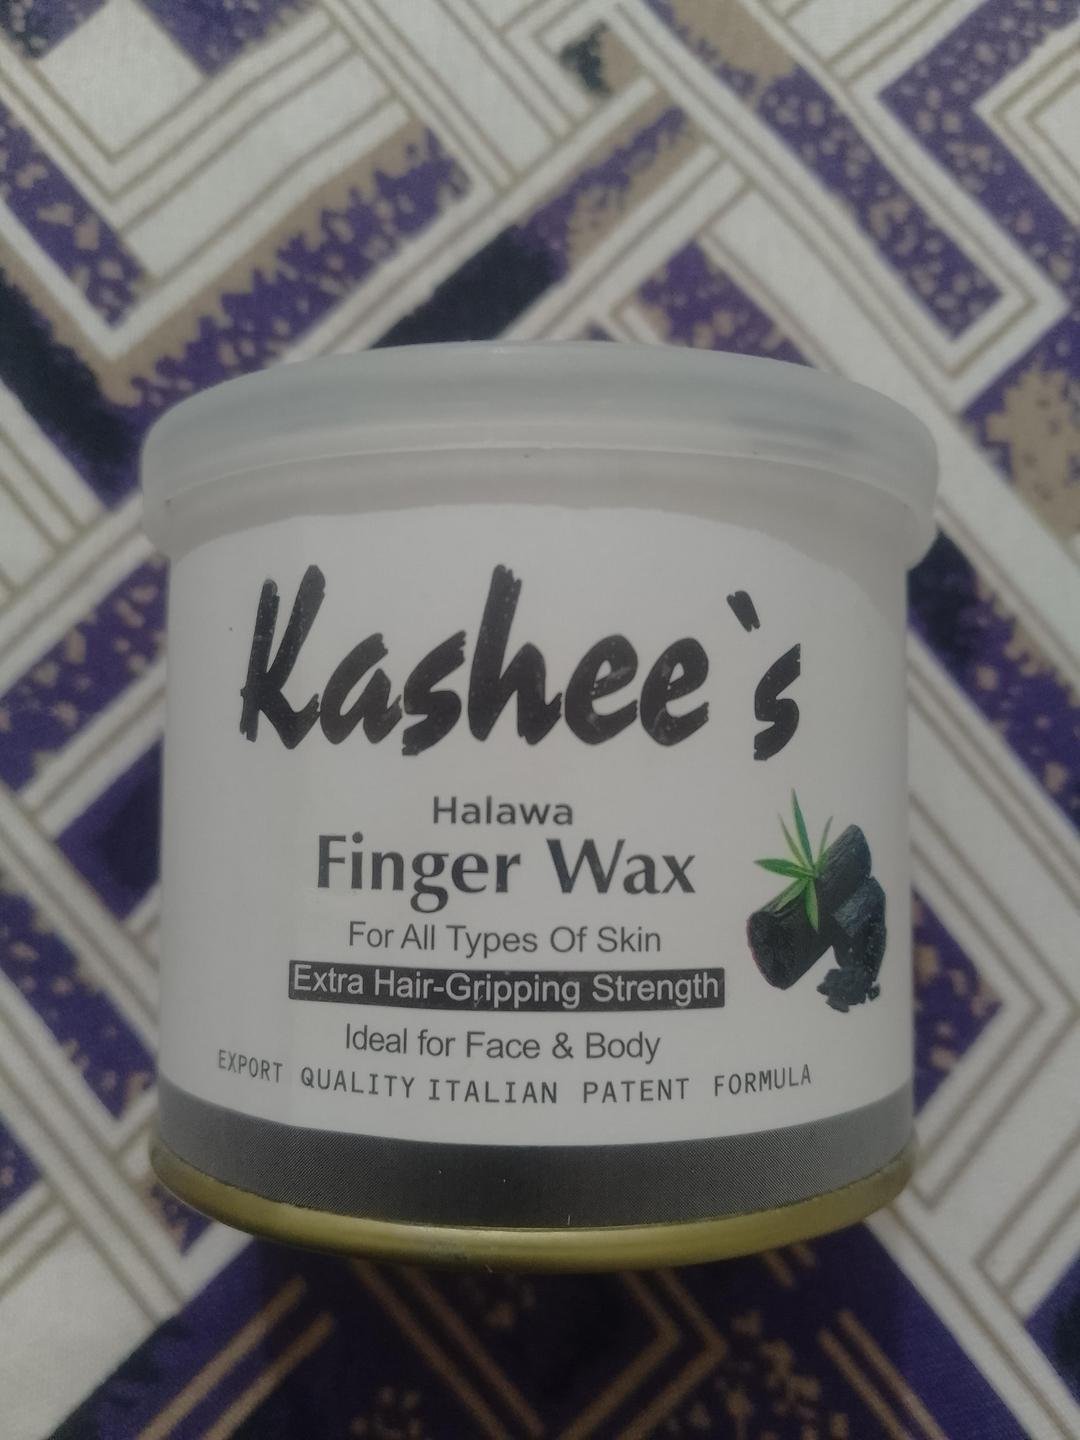 Kashee`s
Halawa
Finger Wax
For All Types Of Skin
Extra Hair-Gripping Strength
Ideal for Face & Body
EXPORT QUALITY ITALIAN PATENT FORMULA